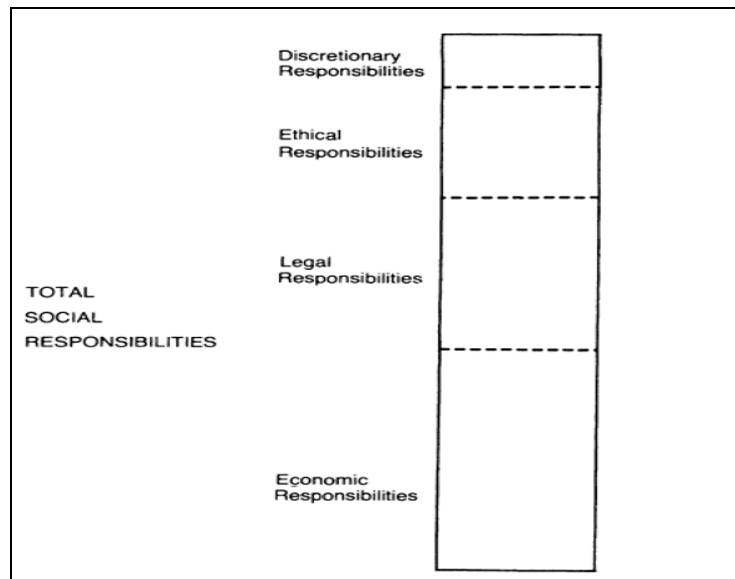 Discretionary
Responsibilities
Ethical
Responsibilities
Legal
Responsibilities
TOTAL
SOCIAL
RESPONSIBILITIES
Economic
Responsibilities